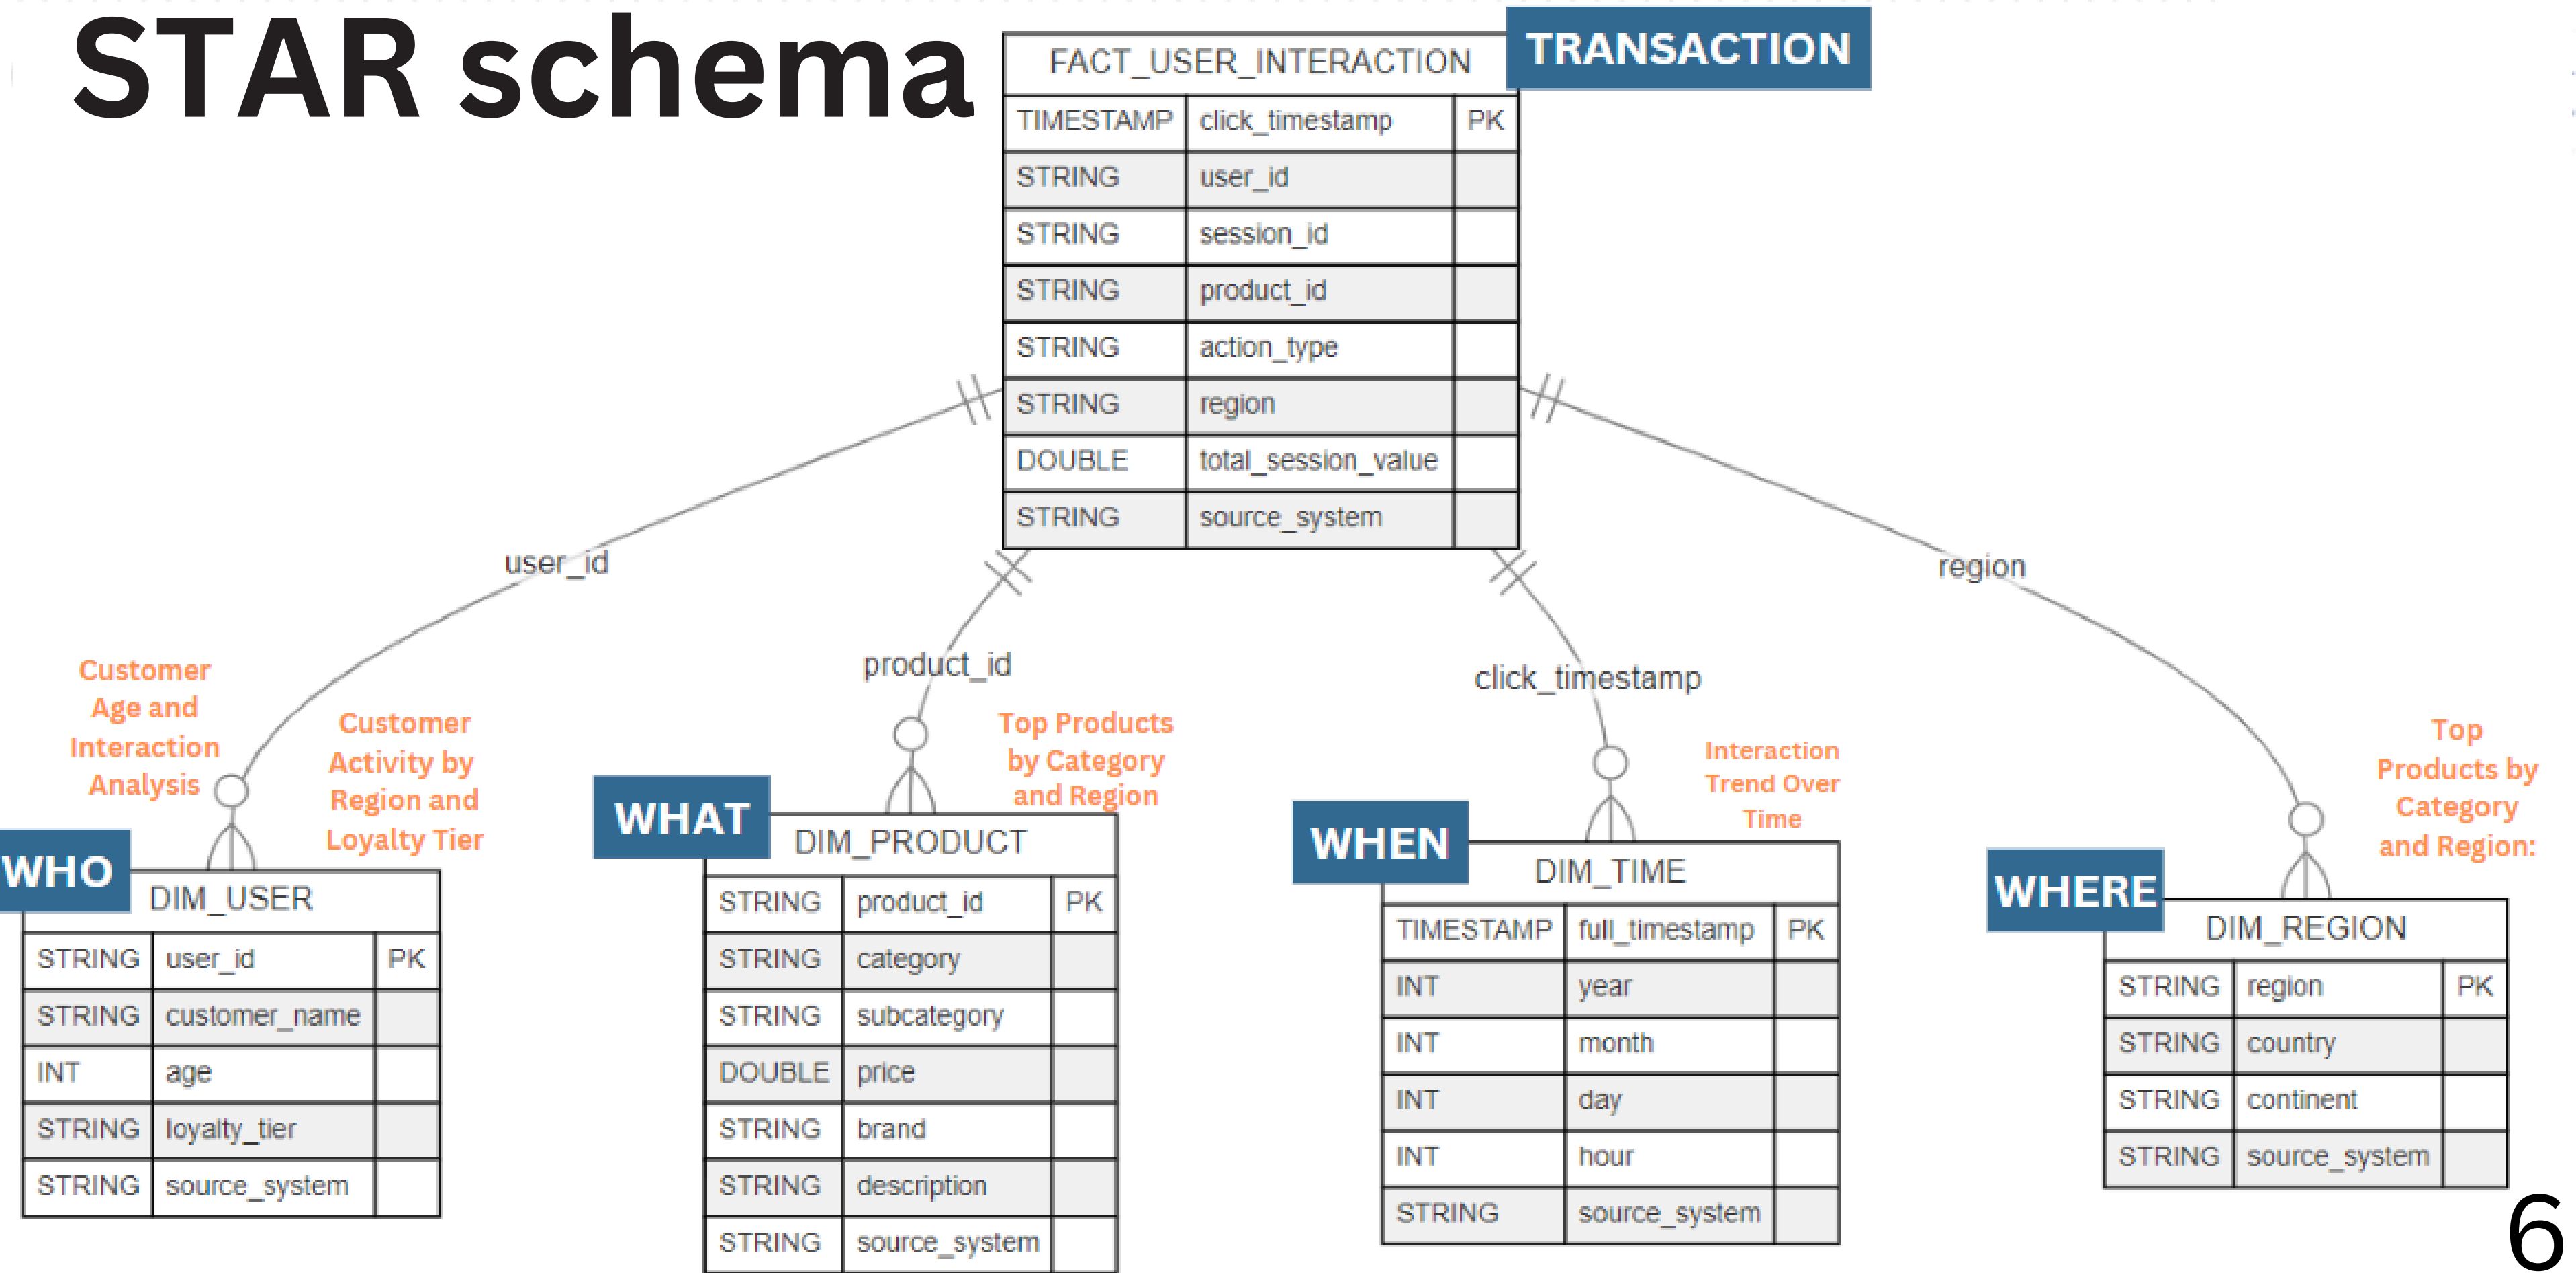 STAR schema
TRANSACTION
FACT_USER_INTERACTION
TIMESTAMP click_timestamp PK
STRING user_id
STRING session_id
STRING product_id
STRING action_type
STRING region
DOUBLE total_session_value
STRING source_system
user_id
product_id
click_timestamp
region
Customer
Age and
Interaction
Analysis
Customer
Activity by
Region and
Loyalty Tier
WHO
DIM_USER
STRING user_id PK
STRING customer_name
INT age
STRING loyalty_tier
STRING source_system
Top Products
by Category
and Region
WHAT
DIM_PRODUCT
STRING product_id PK
STRING category
STRING subcategory
DOUBLE price
STRING brand
STRING description
STRING source_system
Interaction
Trend Over
Time
WHEN
DIM_TIME
TIMESTAMP full_timestamp PK
INT year
INT month
INT day
INT hour
STRING source_system
Top
Products by
Category
and Region:
WHERE
DIM_REGION
STRING region PK
STRING country
STRING continent
STRING source_system
6